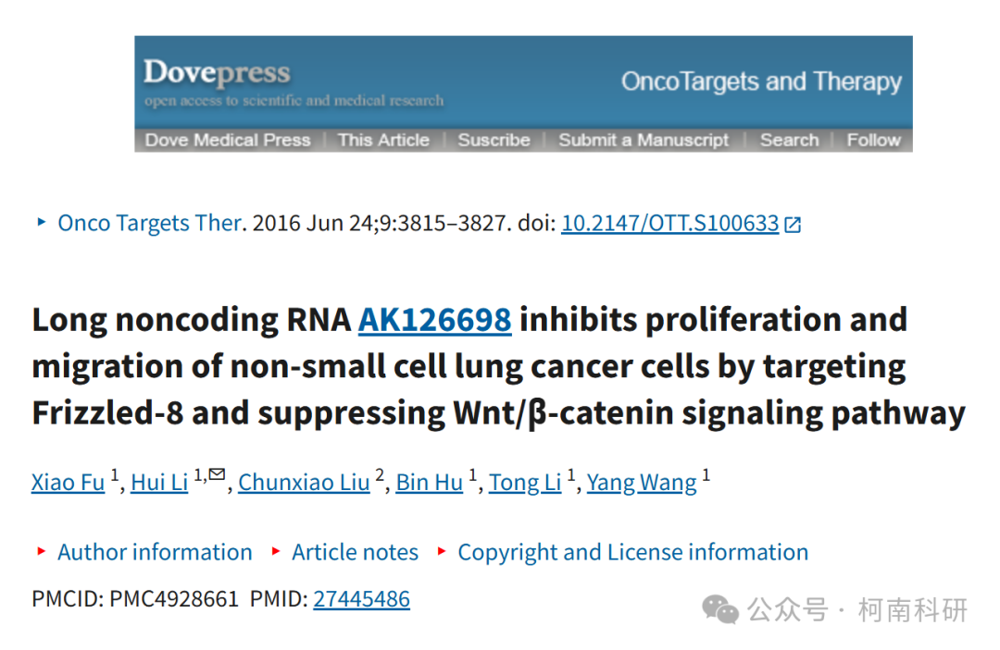 Dovepress
open access to scientific and medical research
OncoTargets and Therapy
Dove Medical Press | This Article | Suscribe | Submit a Manuscript | Search | Follow
Onco Targets Ther. 2016 Jun 24;9:3815–3827. doi: 10.2147/OTT.S100633
Long noncoding RNA AK126698 inhibits proliferation and
migration of non-small cell lung cancer cells by targeting
Frizzled-8 and suppressing Wnt/β-catenin signaling pathway
Xiao Fu 1, Hui Li 1,✉, Chunxiao Liu 2, Bin Hu 1, Tong Li 1, Yang Wang 1
Author information Article notes Copyright and License information
PMCID: PMC4928661 PMID: 27445486
公众号 · 柯南科研